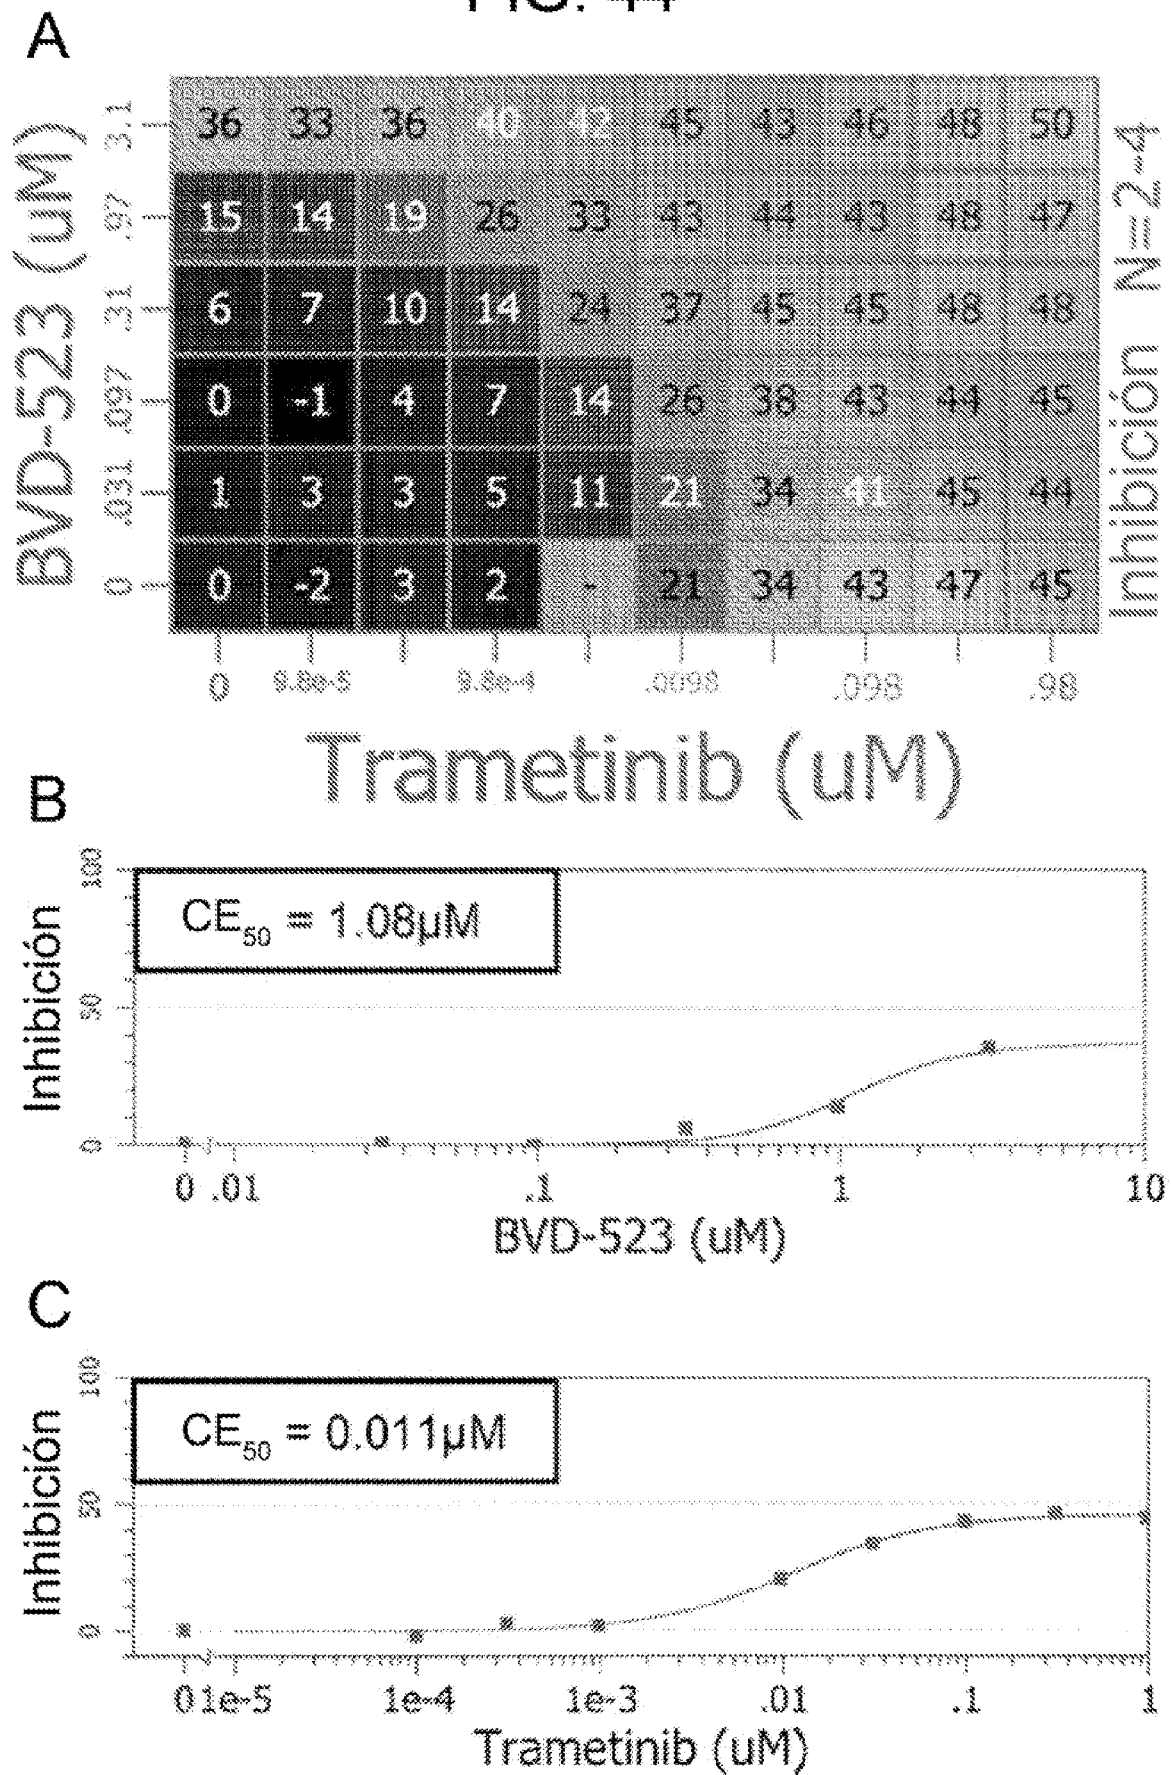 FIG. 44
A
BVD-523 (uM)
3.1 36 33 36 40 42 45 43 46 48 50
.97 15 14 19 26 33 43 44 43 48 47
.31 6 7 10 14 24 37 45 45 48 48
.097 0 -1 4 7 14 26 38 43 44 45
.031 1 3 3 5 11 21 34 41 45 44
0 0 -2 3 2 - 21 34 43 47 45
0 9.8e-5 9.8e-4 .0098 .098 .98
Trametinib (uM)
Inhibición N=2-4
B
CE50 = 1.08µM
Inhibición
100
50
0
0 .01 .1 1 10
BVD-523 (uM)
C
CE50 = 0.011µM
Inhibición
100
50
0
0 1e-5 1e-4 1e-3 .01 .1 1
Trametinib (uM)